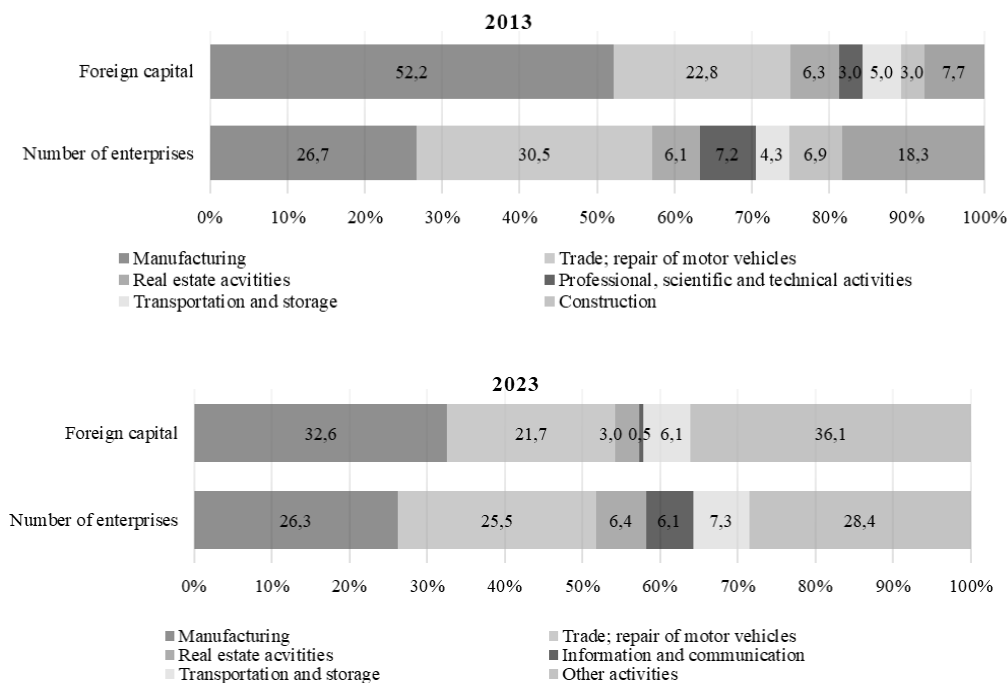 2013
Foreign capital
52,2 22,8 6,3 3,0 5,0 3,0 7,7
Number of enterprises
26,7 30,5 6,1 7,2 4,3 6,9 18,3
0% 10% 20% 30% 40% 50% 60% 70% 80% 90% 100%
Manufacturing Trade; repair of motor vehicles
Real estate acvtities Professional, scientific and technical activities
Transportation and storage Construction
2023
Foreign capital
32,6 21,7 3,0 0,5 6,1 36,1
Number of enterprises
26,3 25,5 6,4 6,1 7,3 28,4
0% 10% 20% 30% 40% 50% 60% 70% 80% 90% 100%
Manufacturing Trade; repair of motor vehicles
Real estate acvitities Information and communication
Transportation and storage Other activities